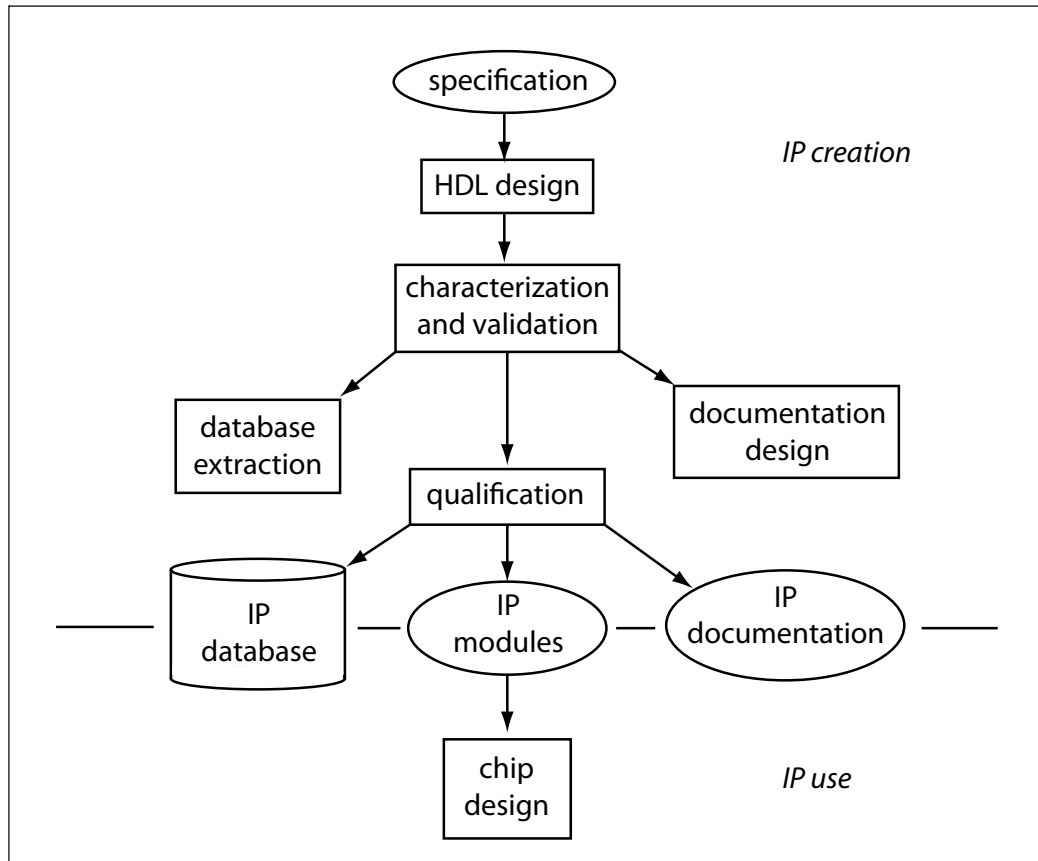 specification
IP creation
HDL design
characterization
and validation
database
extraction
documentation
design
qualification
IP
database
IP
modules
IP
documentation
chip
design
IP use